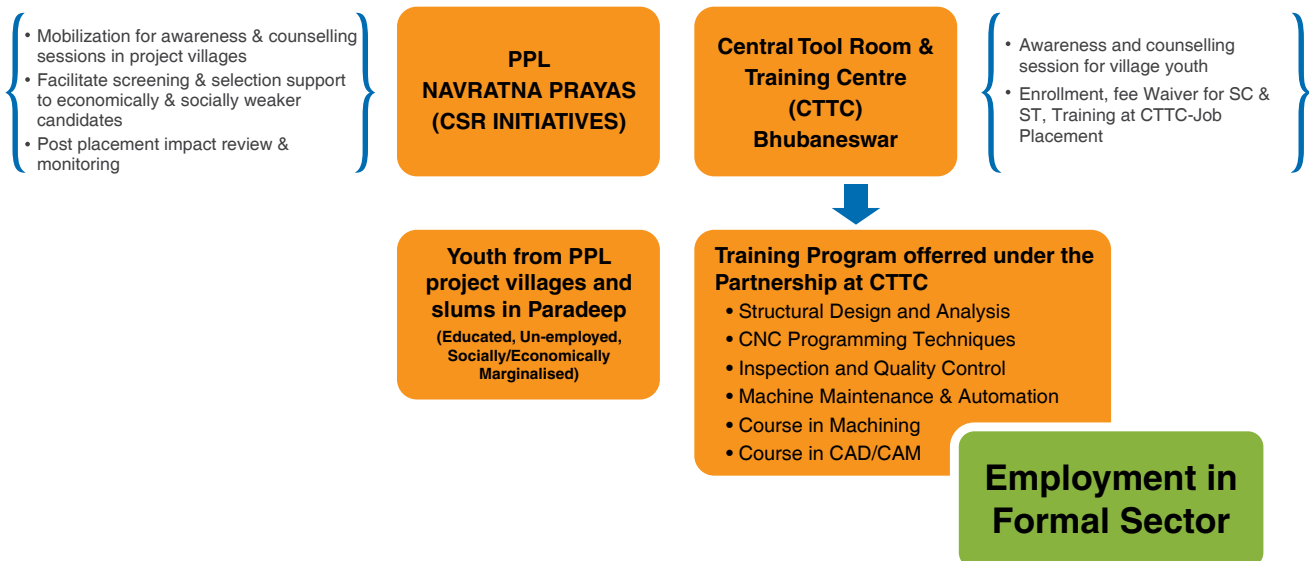 • Mobilization for awareness & counselling
sessions in project villages
• Facilitate screening & selection support
to economically & socially weaker
candidates
• Post placement impact review &
monitoring
PPL
NAVRATNA PRAYAS
(CSR INITIATIVES)
Central Tool Room &
Training Centre
(CTTC)
Bhubaneswar
• Awareness and counselling
session for village youth
• Enrollment, fee Waiver for SC &
ST, Training at CTTC-Job
Placement
Youth from PPL
project villages and
slums in Paradeep
(Educated, Un-employed,
Socially/Economically
Marginalised)
Training Program offerred under the
Partnership at CTTC
• Structural Design and Analysis
• CNC Programming Techniques
• Inspection and Quality Control
• Machine Maintenance & Automation
• Course in Machining
• Course in CAD/CAM
Employment in
Formal Sector